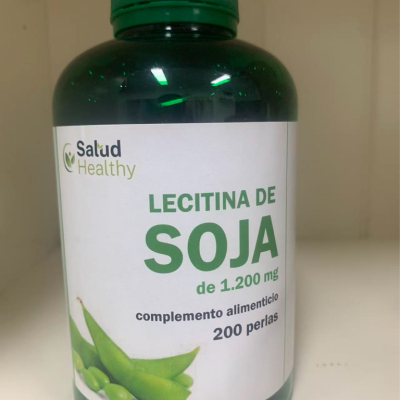 Salud
Healthy
LECITINA DE
SOJA
de 1.200 mg
complemento alimenticio
200 perlas